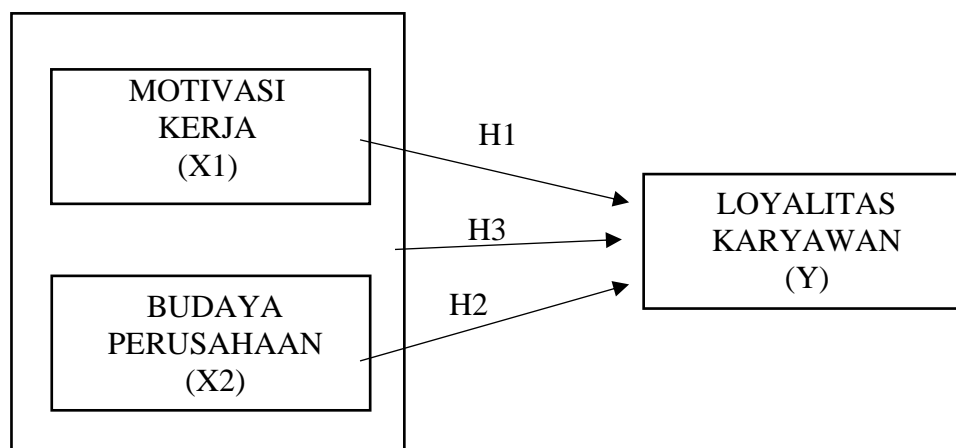 MOTIVASI
KERJA
(X1)
H1
LOYALITAS
KARYAWAN
(Y)
H3
BUDAYA
PERUSAHAAN
(X2)
H2